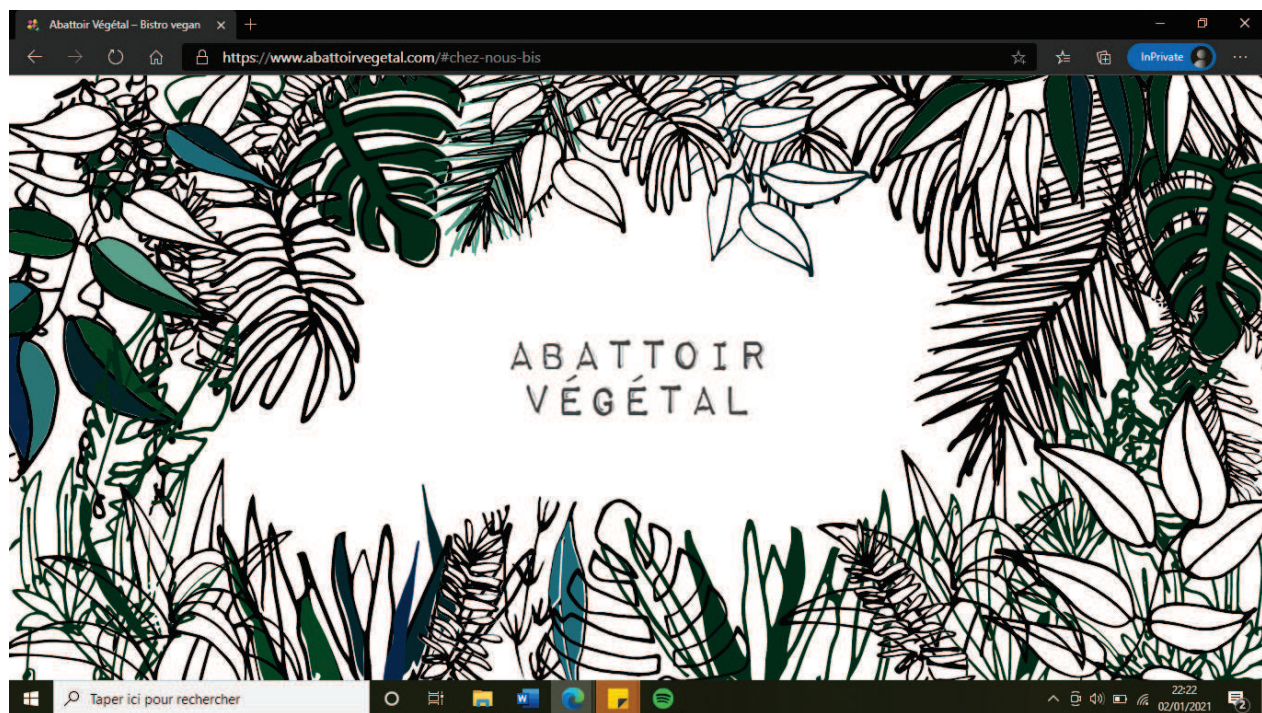 Abattoir Végétal – Bistro vegan
https://www.abattoirvegetal.com/#chez-nous-bis
InPrivate
ABATTOIR
VÉGÉTAL
Taper ici pour rechercher
22:22
02/01/2021
2